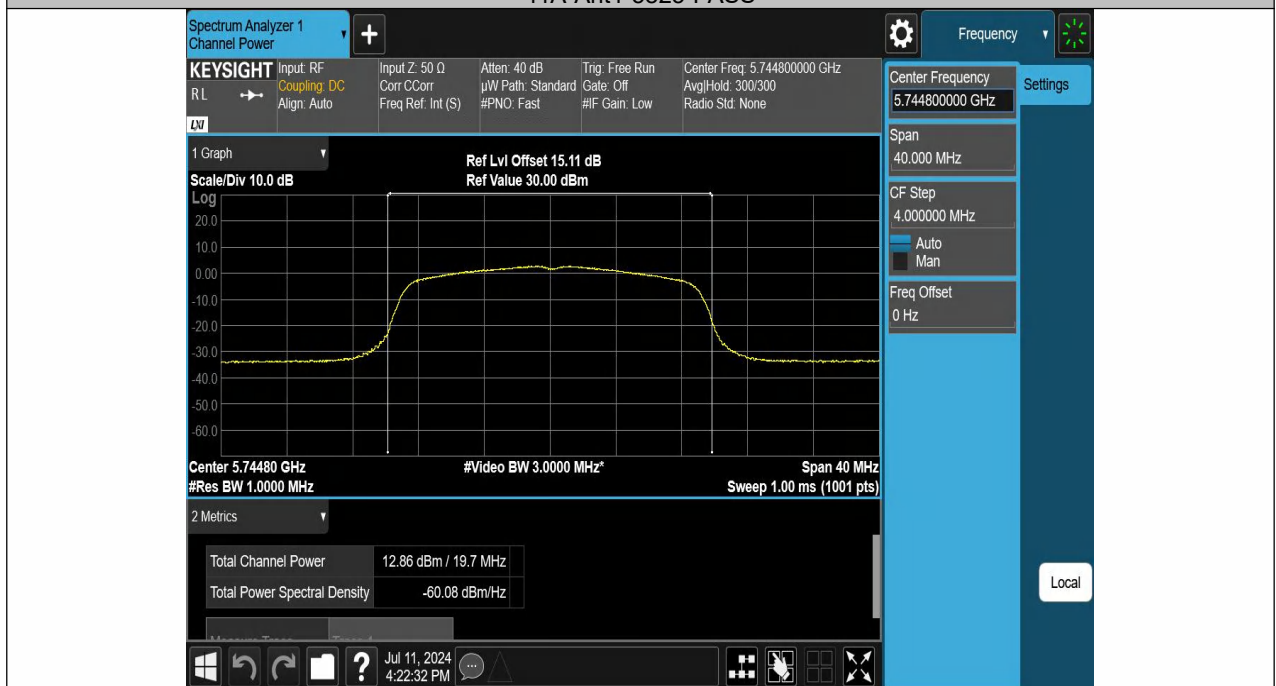 Spectrum Analyzer 1
Channel Power
+
Frequency
KEYSIGHT
RL
LXI
Input: RF
Coupling: DC
Align: Auto
Input Z: 50 Ω
Corr CCorr
Freq Ref: Int (S)
Atten: 40 dB
µW Path: Standard
#PNO: Fast
Trig: Free Run
Gate: Off
#IF Gain: Low
Center Freq: 5.744800000 GHz
Avg|Hold: 300/300
Radio Std: None
Center Frequency
5.744800000 GHz
Settings
Span
40.000 MHz
CF Step
4.000000 MHz
Auto
Man
Freq Offset
0 Hz
Local
1 Graph
Ref Lvl Offset 15.11 dB
Scale/Div 10.0 dB
Ref Value 30.00 dBm
Log
20.0
10.0
0.00
-10.0
-20.0
-30.0
-40.0
-50.0
-60.0
Center 5.74480 GHz
#Video BW 3.0000 MHz*
Span 40 MHz
#Res BW 1.0000 MHz
Sweep 1.00 ms (1001 pts)
2 Metrics
Total Channel Power 12.86 dBm / 19.7 MHz
Total Power Spectral Density -60.08 dBm/Hz
?
Jul 11, 2024
4:22:32 PM